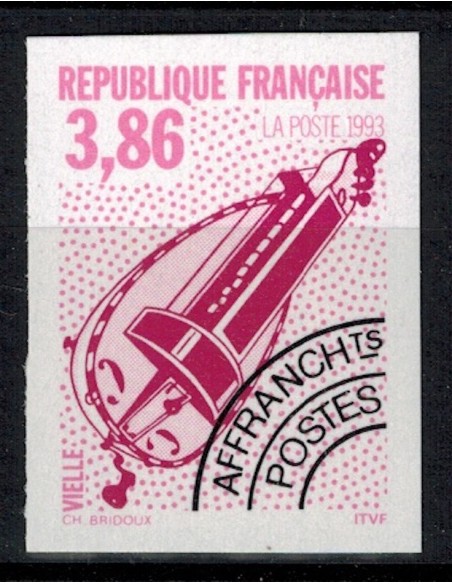 REPUBLIQUE FRANÇAISE
3,86
LA POSTE 1993
VIELLE
AFFRANCHTS
POSTES
CH. BRIDOUX
ITVF